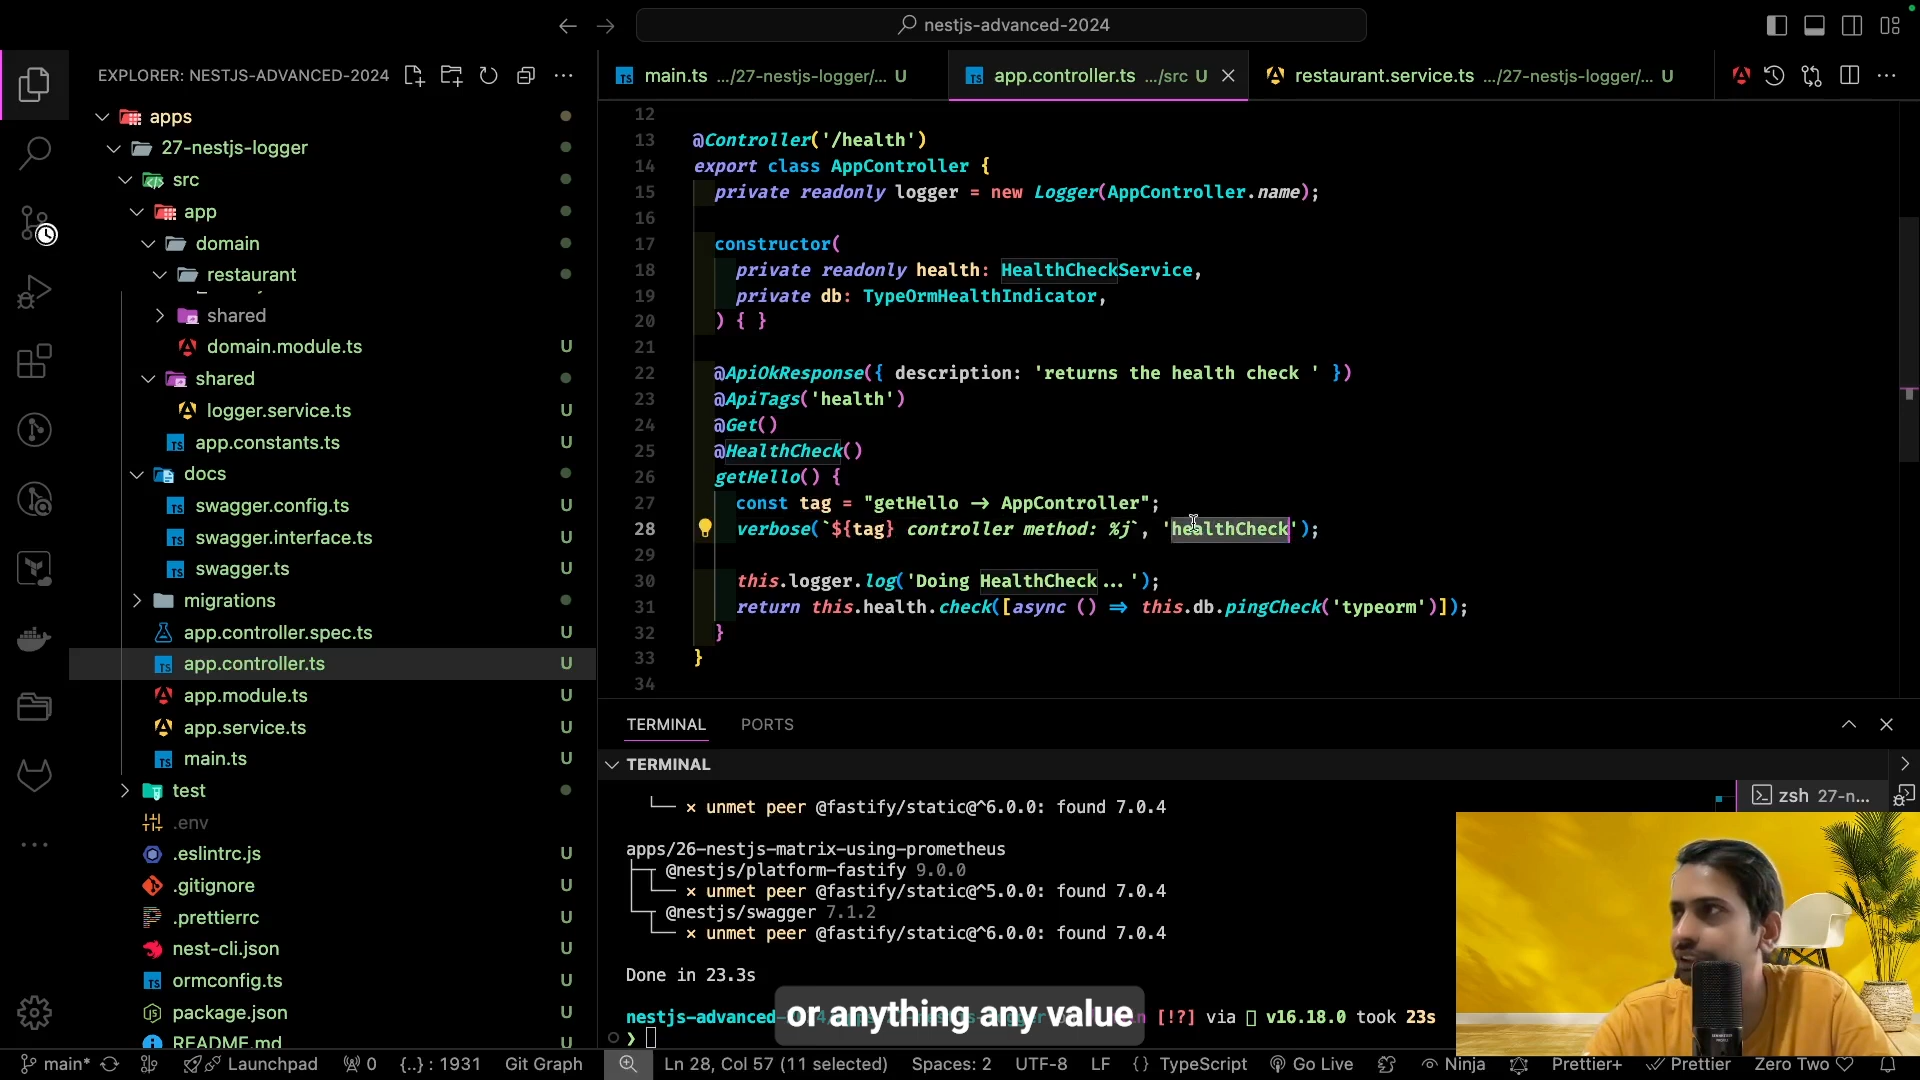 nestjs-advanced-2024
EXPLORER: NESTJS-ADVANCED-2024
main.ts .../27-nestjs-logger/... U
app.controller.ts .../src U
restaurant.service.ts .../27-nestjs-logger/... U
apps
27-nestjs-logger
src
app
domain
restaurant
shared
domain.module.ts U
shared
logger.service.ts U
app.constants.ts U
docs
swagger.config.ts U
swagger.interface.ts U
swagger.ts U
migrations
app.controller.spec.ts U
app.controller.ts U
app.module.ts U
app.service.ts U
main.ts U
test
.env
.eslintrc.js U
.gitignore U
.prettierrc U
nest-cli.json U
ormconfig.ts U
package.json U
README.md U
12
13 @Controller('/health')
14 export class AppController {
15 private readonly logger = new Logger(AppController.name);
16
17 constructor(
18 private readonly health: HealthCheckService,
19 private db: TypeOrmHealthIndicator,
20 ) { }
21
22 @ApiOkResponse({ description: 'returns the health check ' })
23 @ApiTags('health')
24 @Get()
25 @HealthCheck()
26 getHello() {
27 const tag = "getHello → AppController";
28 verbose(`${tag} controller method: %j`, 'healthCheck');
29
30 this.logger.log('Doing HealthCheck...');
31 return this.health.check([async () ⇒ this.db.pingCheck('typeorm')]);
32 }
33 }
34
TERMINAL PORTS
TERMINAL
zsh 27-n...
└── × unmet peer @fastify/static@^6.0.0: found 7.0.4
apps/26-nestjs-matrix-using-prometheus
├─┬ @nestjs/platform-fastify 9.0.0
│ └── × unmet peer @fastify/static@^5.0.0: found 7.0.4
└─┬ @nestjs/swagger 7.1.2
└── × unmet peer @fastify/static@^6.0.0: found 7.0.4
Done in 23.3s
nestjs-advanced- [!?] via v16.18.0 took 23s
❯
or anything any value
main* Launchpad 0 {..} : 1931 Git Graph Ln 28, Col 57 (11 selected) Spaces: 2 UTF-8 LF {} TypeScript Go Live Ninja Prettier+ Prettier Zero Two